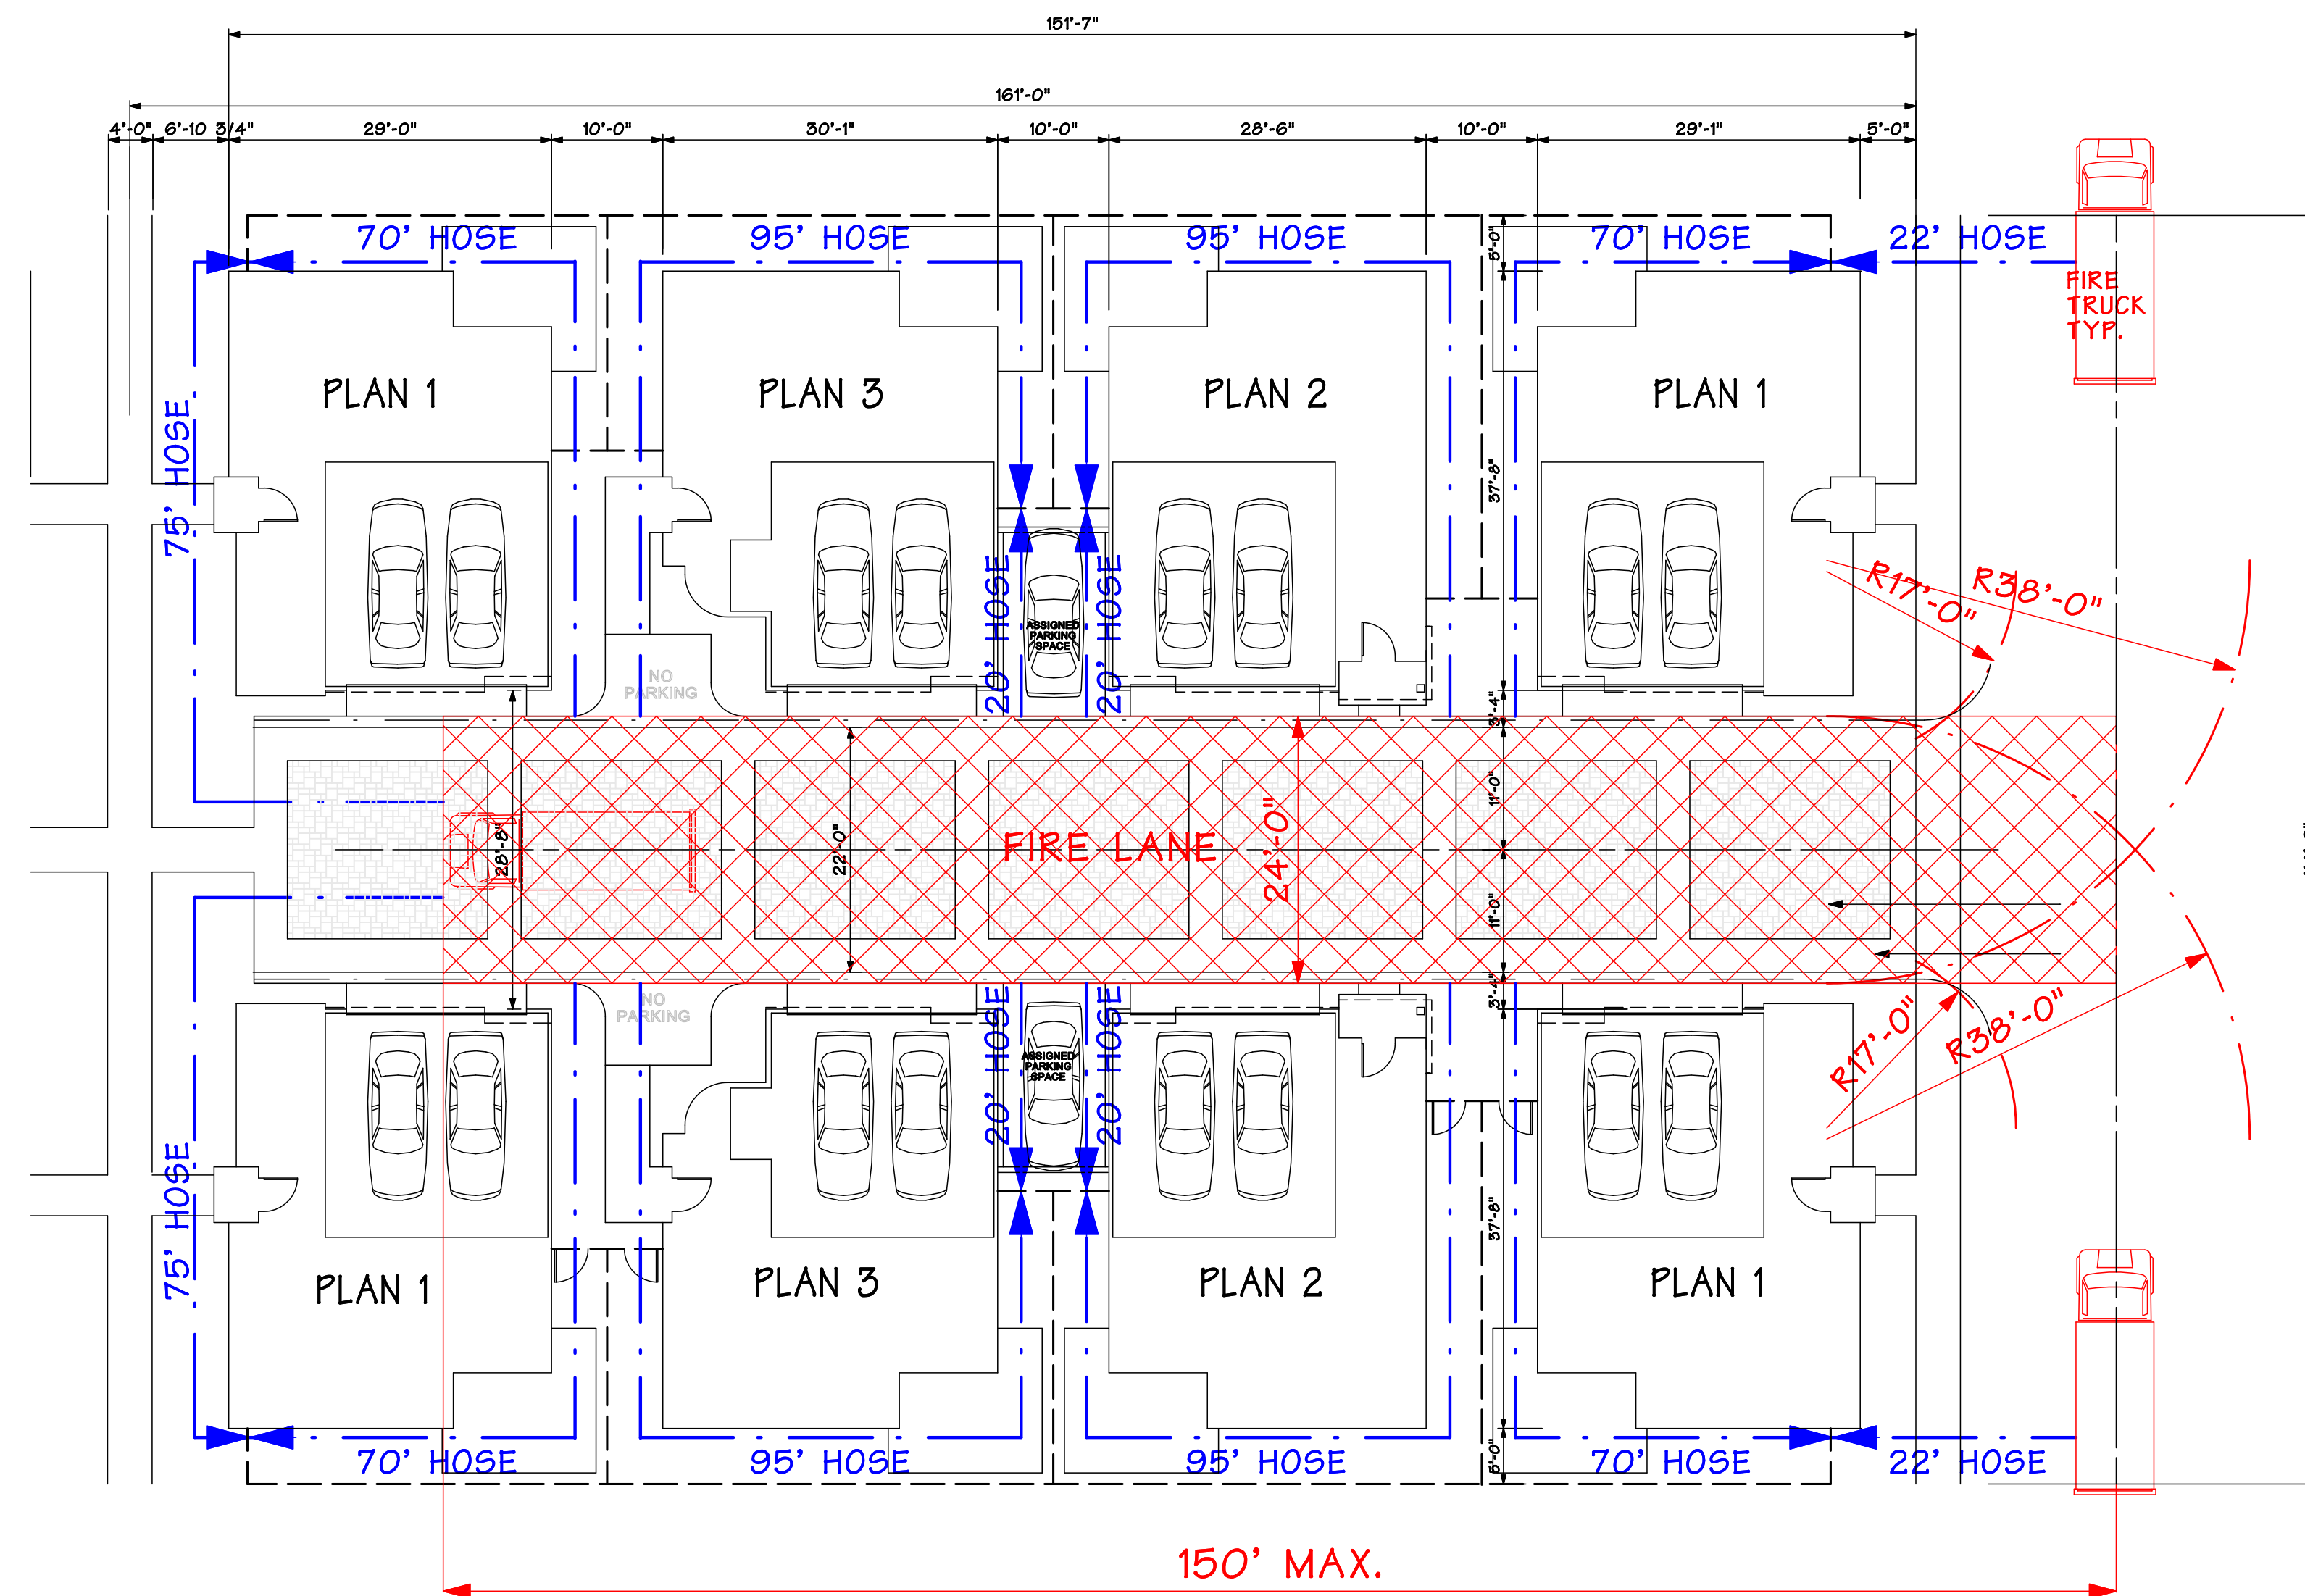 151'-7"
161'-0"
4'-0" 6'-10 3/4" 29'-0" 10'-0" 30'-1" 10'-0" 28'-6" 10'-0" 29'-1" 5'-0"
70' HOSE 95' HOSE 95' HOSE 70' HOSE 22' HOSE
5'-0"
FIRE
TRUCK
TYP.
PLAN 1 PLAN 3 PLAN 2 PLAN 1
75' HOSE
37'-8"
R17'-0" R38'-0"
20' HOSE 20' HOSE
ASSIGNED
PARKING
SPACE
NO
PARKING
3'-4"
11'-0"
28'-8" 22'-0" FIRE LANE 24'-0"
11'-0"
3'-4"
NO
PARKING
20' HOSE 20' HOSE
ASSIGNED
PARKING
SPACE
R17'-0" R38'-0"
75' HOSE
37'-8"
PLAN 1 PLAN 3 PLAN 2 PLAN 1
5'-0"
70' HOSE 95' HOSE 95' HOSE 70' HOSE 22' HOSE
150' MAX.